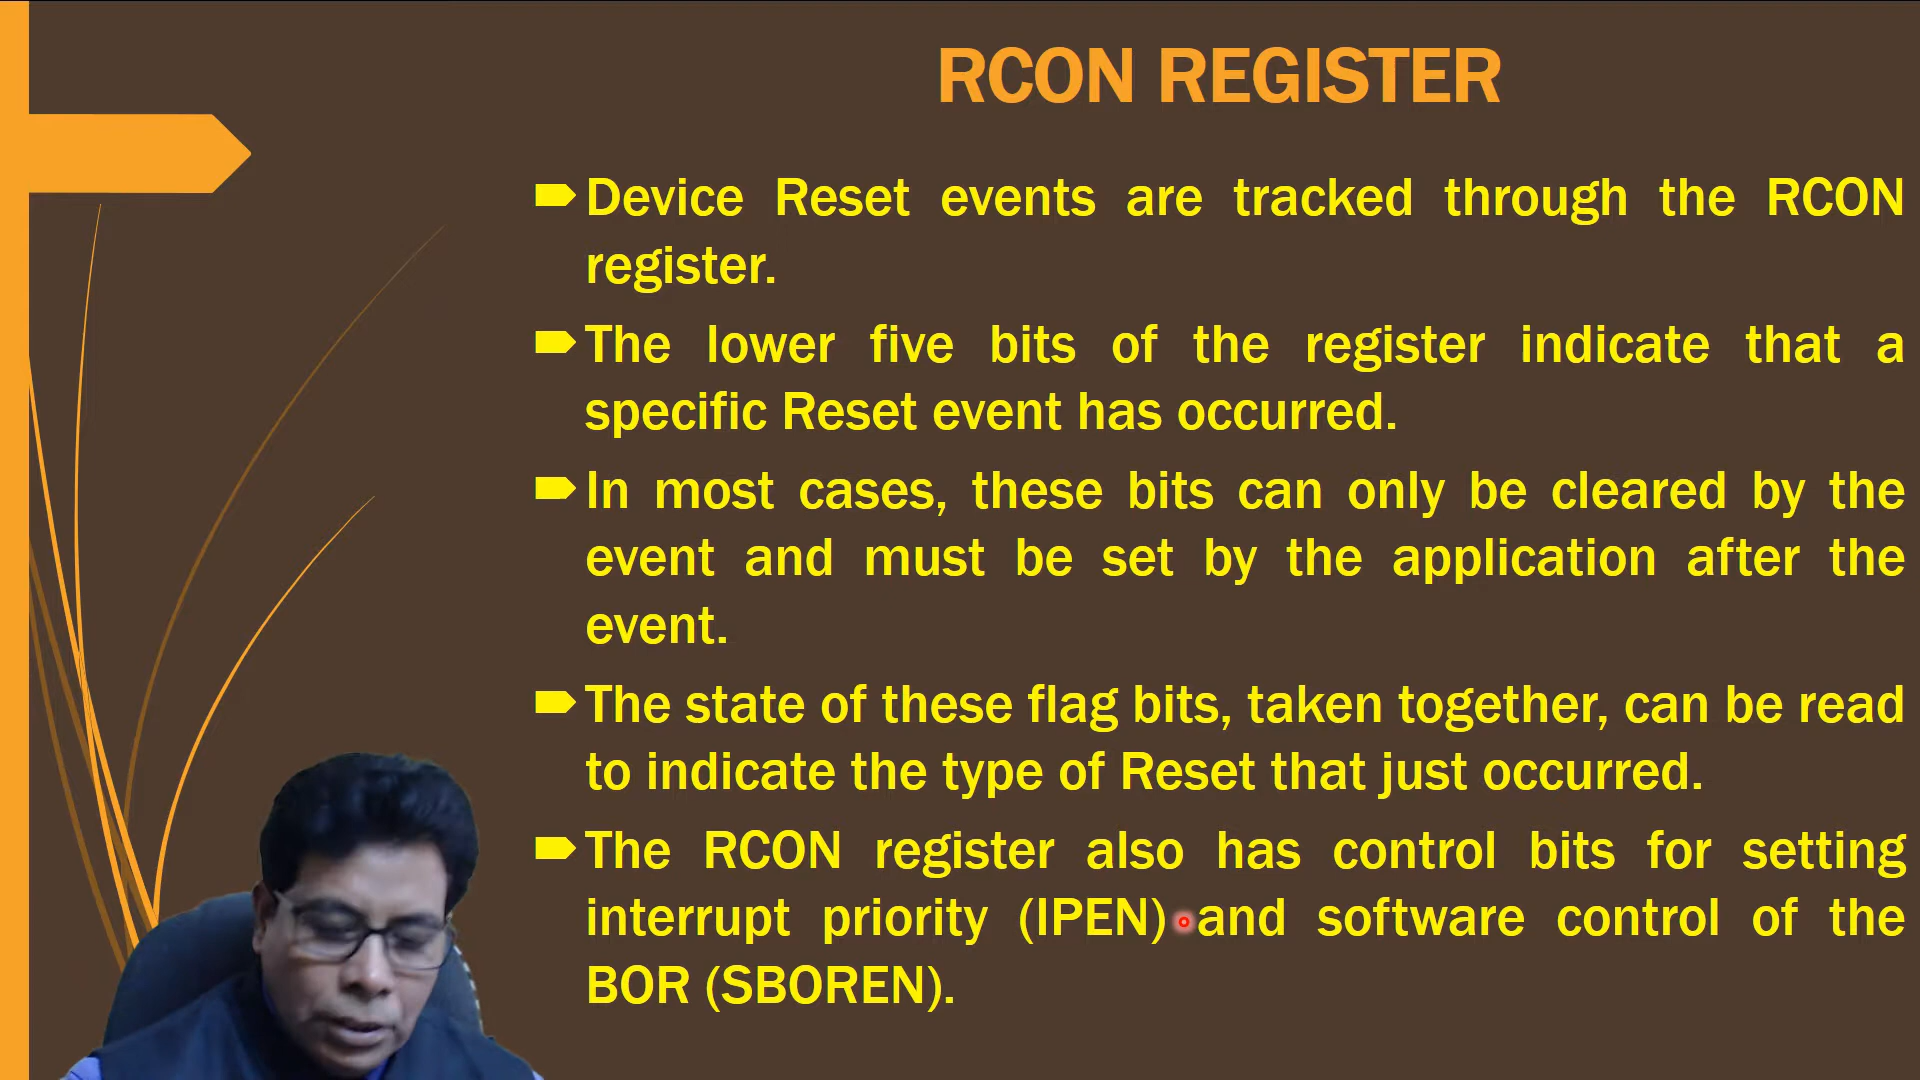 RCON REGISTER
Device Reset events are tracked through the RCON
register.
The lower five bits of the register indicate that a
specific Reset event has occurred.
In most cases, these bits can only be cleared by the
event and must be set by the application after the
event.
The state of these flag bits, taken together, can be read
to indicate the type of Reset that just occurred.
The RCON register also has control bits for setting
interrupt priority (IPEN) and software control of the
BOR (SBOREN).